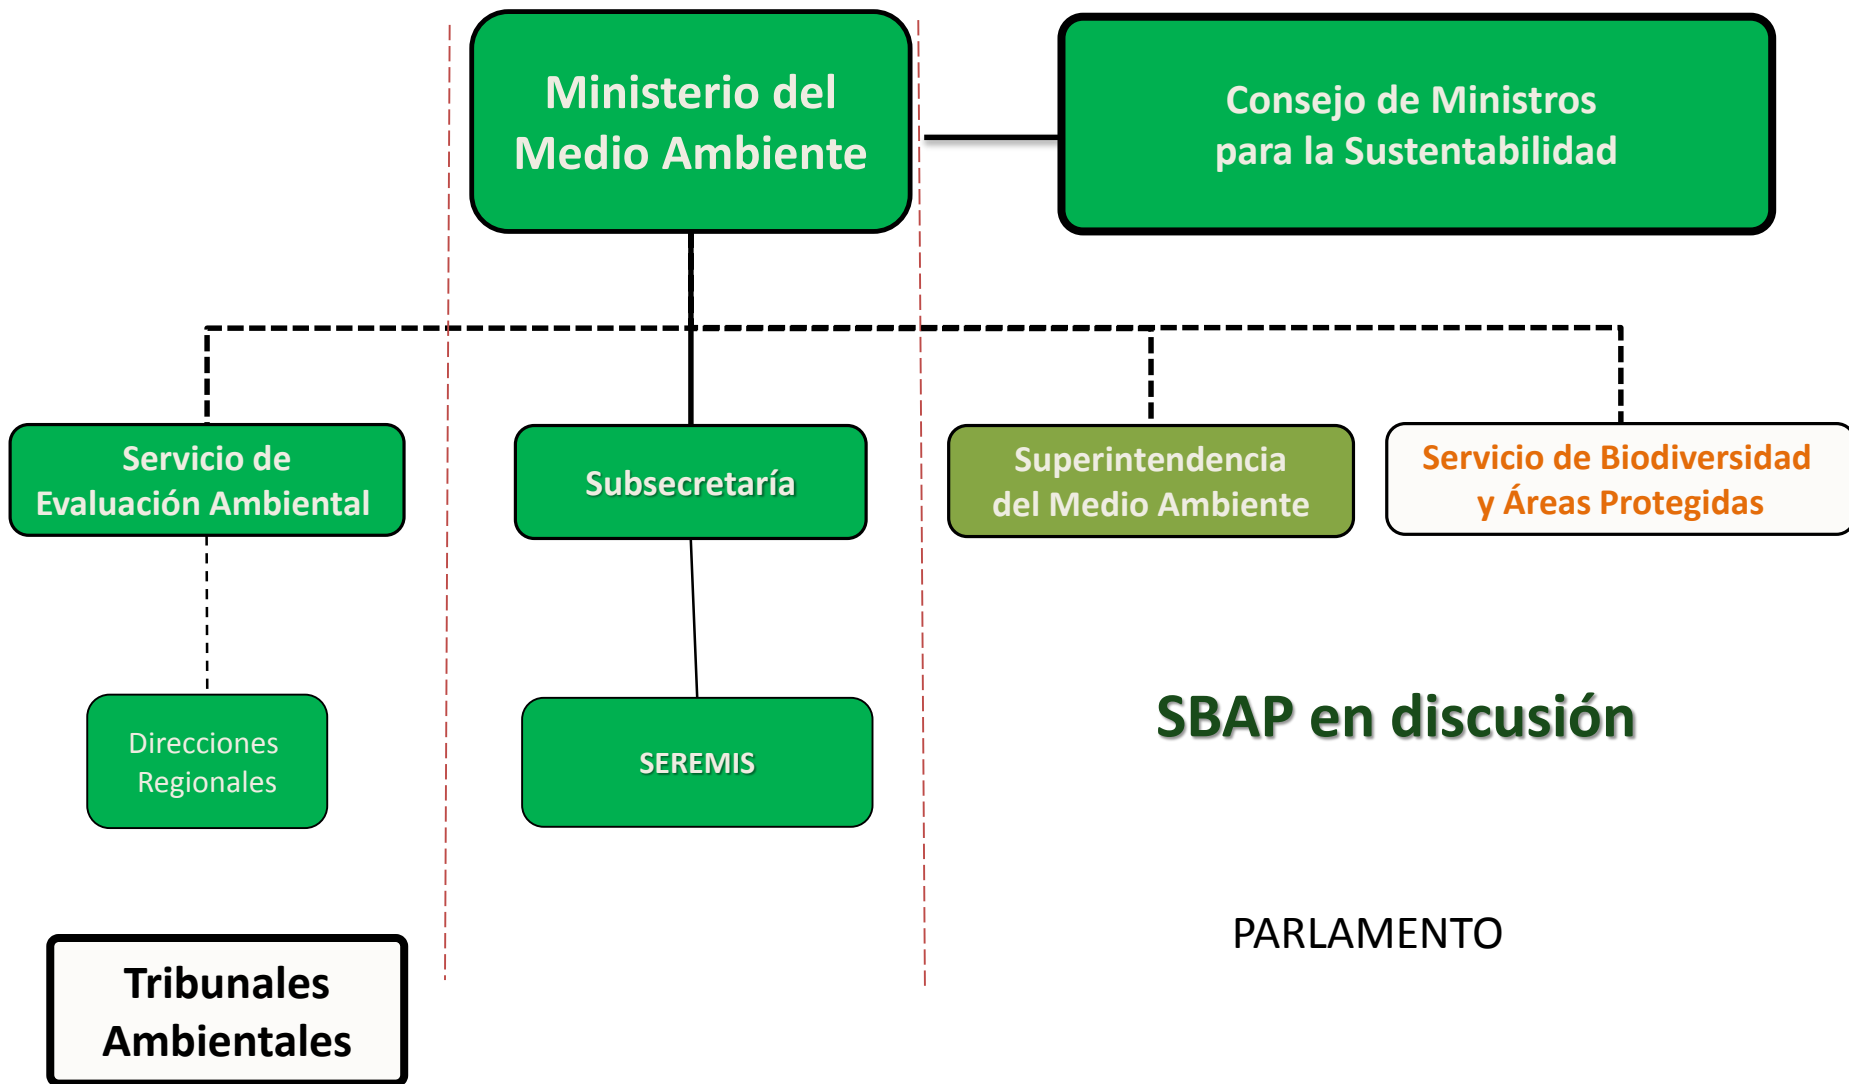 Ministerio del
Medio Ambiente
Consejo de Ministros
para la Sustentabilidad
Servicio de
Evaluación Ambiental
Subsecretaría
Superintendencia
del Medio Ambiente
Servicio de Biodiversidad
y Áreas Protegidas
Direcciones
Regionales
SEREMIS
SBAP en discusión
PARLAMENTO
Tribunales
Ambientales